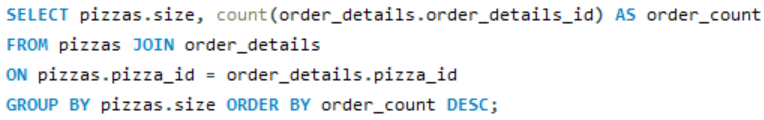 SELECT pizzas.size, count(order_details.order_details_id) AS order_count
FROM pizzas JOIN order_details
ON pizzas.pizza_id = order_details.pizza_id
GROUP BY pizzas.size ORDER BY order_count DESC;